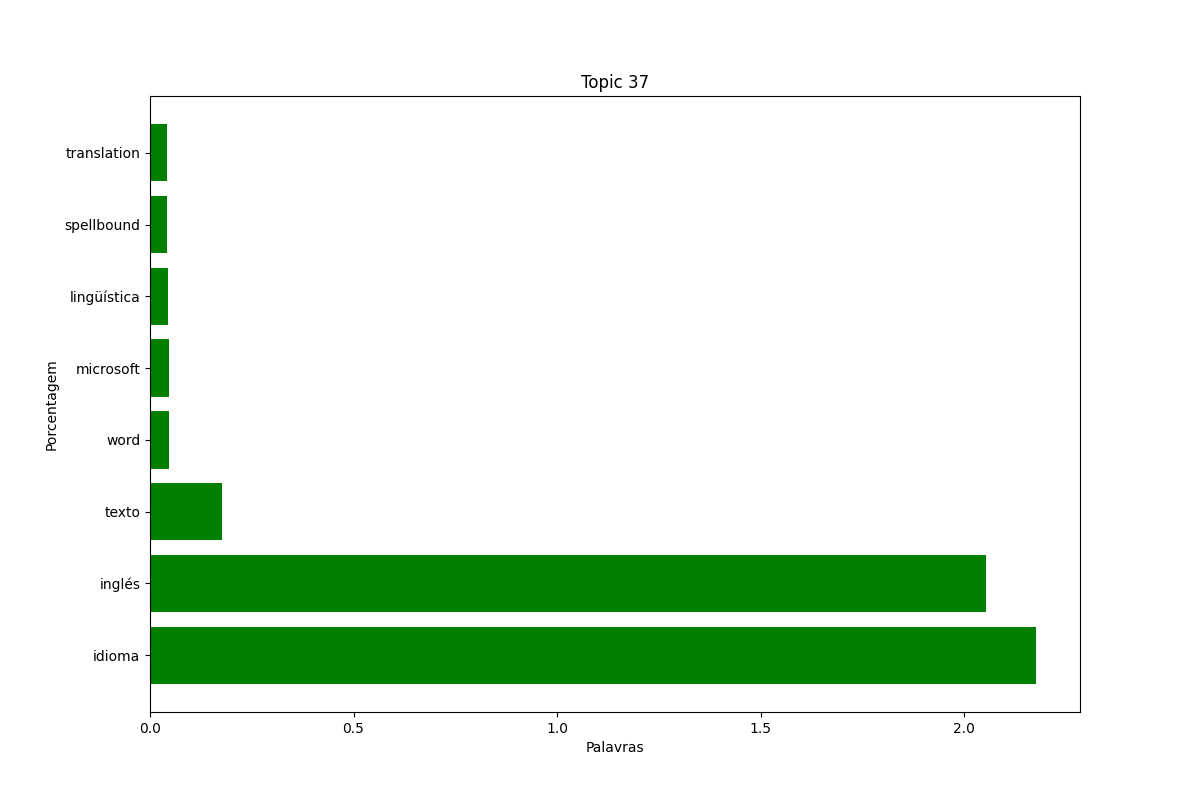 Topic 37
translation
spellbound
lingüística
microsoft
word
texto
inglés
idioma
Porcentagem
0.0 0.5 1.0 1.5 2.0
Palavras